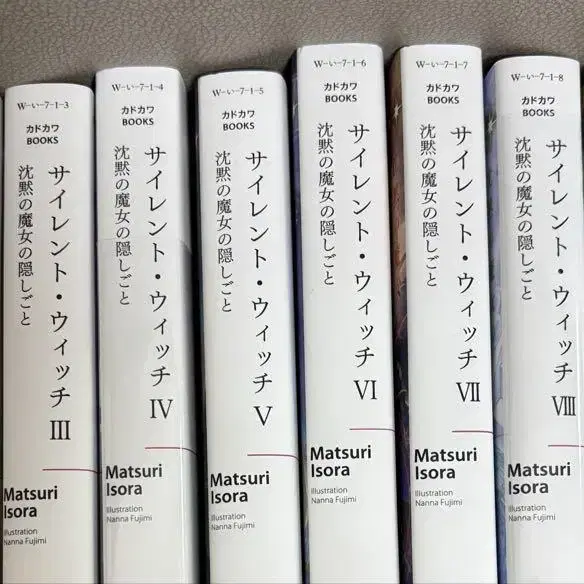 W-い-7-1-3
カドカワ
BOOKS
サイレント・ウィッチ III
沈黙の魔女の隠しごと
Matsuri
Isora
Illustration
Nanna Fujimi
W-い-7-1-4
カドカワ
BOOKS
サイレント・ウィッチ IV
沈黙の魔女の隠しごと
Matsuri
Isora
Illustration
Nanna Fujimi
W-い-7-1-5
カドカワ
BOOKS
サイレント・ウィッチ V
沈黙の魔女の隠しごと
Matsuri
Isora
Illustration
Nanna Fujimi
W-い-7-1-6
カドカワ
BOOKS
サイレント・ウィッチ VI
沈黙の魔女の隠しごと
Matsuri
Isora
Illustration
Nanna Fujimi
W-い-7-1-7
カドカワ
BOOKS
サイレント・ウィッチ VII
沈黙の魔女の隠しごと
Matsuri
Isora
Illustration
Nanna Fujimi
W-い-7-1-8
カドカワ
BOOKS
サイレント・ウィッチ VIII
沈黙の魔女の隠しごと
Matsuri
Isora
Illustration
Nanna Fujimi